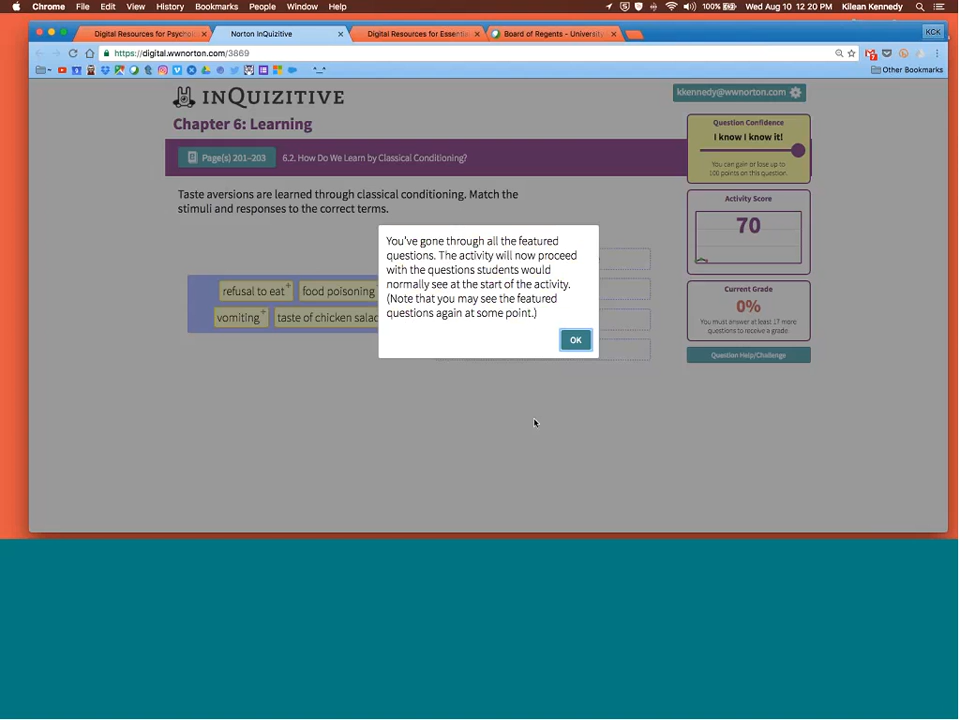 Chrome File Edit View History Bookmarks People Window Help 100% Wed Aug 10 12:20 PM Kilean Kennedy
Digital Resources for Psycho × Norton InQuizitive × Digital Resources for Essenti × Board of Regents – University × KCK
https://digital.wwnorton.com/3869
Other Bookmarks
INQUIZITIVE
kkennedy@wwnorton.com
Chapter 6: Learning
Page(s) 201–203 6.2. How Do We Learn by Classical Conditioning?
Taste aversions are learned through classical conditioning. Match the
stimuli and responses to the correct terms.
refusal to eat+ food poisoning
vomiting+ taste of chicken salad
You've gone through all the featured
questions. The activity will now proceed
with the questions students would
normally see at the start of the activity.
(Note that you may see the featured
questions again at some point.)
OK
Question Confidence
I know I know it!
You can gain or lose up to
100 points on this question.
Activity Score
70
Current Grade
0%
You must answer at least 17 more
questions to receive a grade
Question Help/Challenge